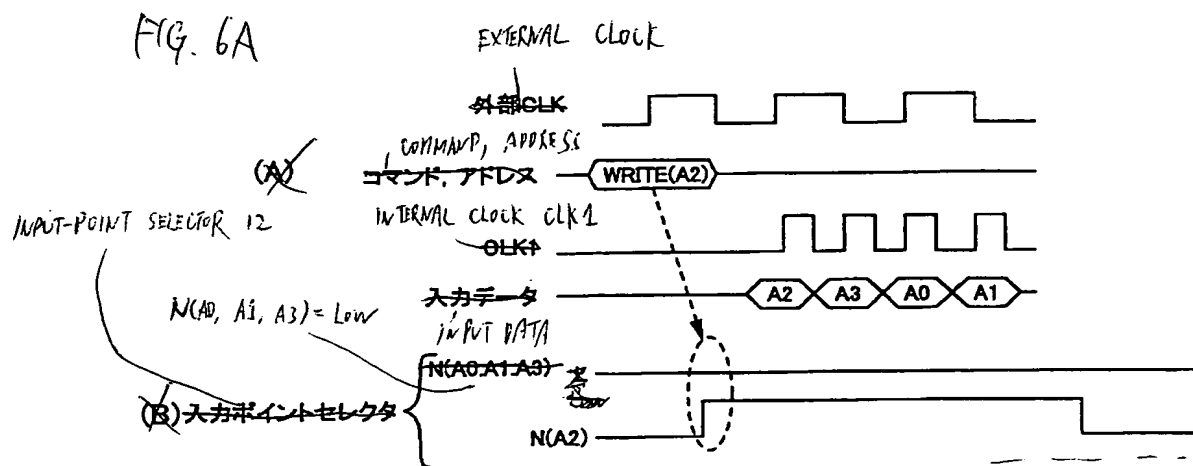 FIG. 6A
EXTERNAL CLOCK
外部CLK
COMMAND, ADDRESS
(A) コマンド, アドレス WRITE(A2)
INPUT-POINT SELECTOR 12
INTERNAL CLOCK CLK1
CLK1
入力データ A2 A3 A0 A1
INPUT DATA
N(A0, A1, A3) = LOW
N(A0,A1,A3)
(B) 入力ポイントセレクタ
N(A2)